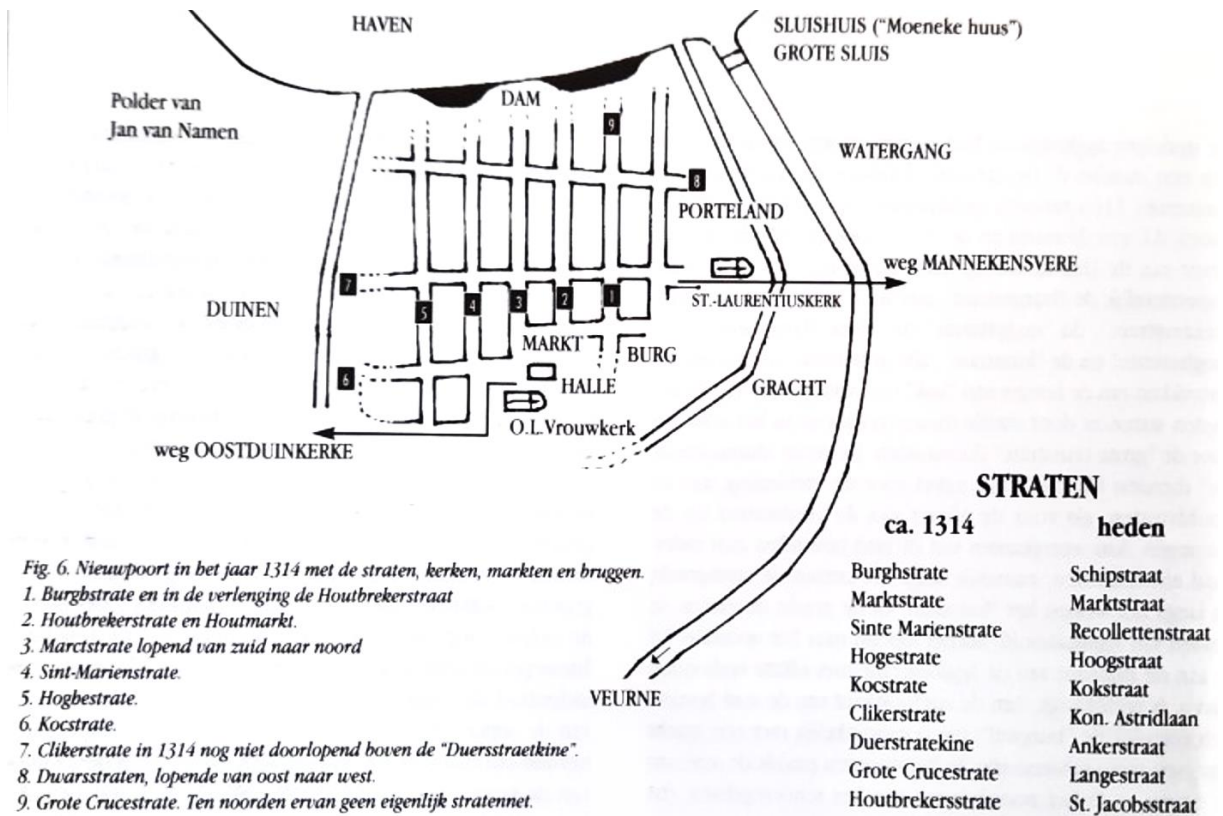 HAVEN
SLUISHUIS ("Moeneke huus")
GROTE SLUIS
Polder van
Jan van Namen
DAM
9
WATERGANG
8
PORTELAND
weg MANNEKENSVERE
7
DUINEN
5
4
3
2
1
ST.-LAURENTIUSKERK
MARKT
BURG
6
HALLE
GRACHT
O.L.Vrouwkerk
weg OOSTDUINKERKE
VEURNE
Fig. 6. Nieuwpoort in het jaar 1314 met de straten, kerken, markten en bruggen.
1. Burghstrate en in de verlenging de Houtbrekerstraat
2. Houtbrekerstrate en Houtmarkt.
3. Marctstrate lopend van zuid naar noord
4. Sint-Marienstrate.
5. Hoghestrate.
6. Kocstrate.
7. Clikerstrate in 1314 nog niet doorlopend boven de "Duersstraetkine".
8. Dwarsstraten, lopende van oost naar west.
9. Grote Crucestrate. Ten noorden ervan geen eigenlijk stratennet.
STRATEN
ca. 1314 heden
Burghstrate Schipstraat
Marktstrate Marktstraat
Sinte Marienstrate Recollettenstraat
Hogestrate Hoogstraat
Kocstrate Kokstraat
Clikerstrate Kon. Astridlaan
Duerstratekine Ankerstraat
Grote Crucestrate Langestraat
Houtbrekersstrate St. Jacobsstraat